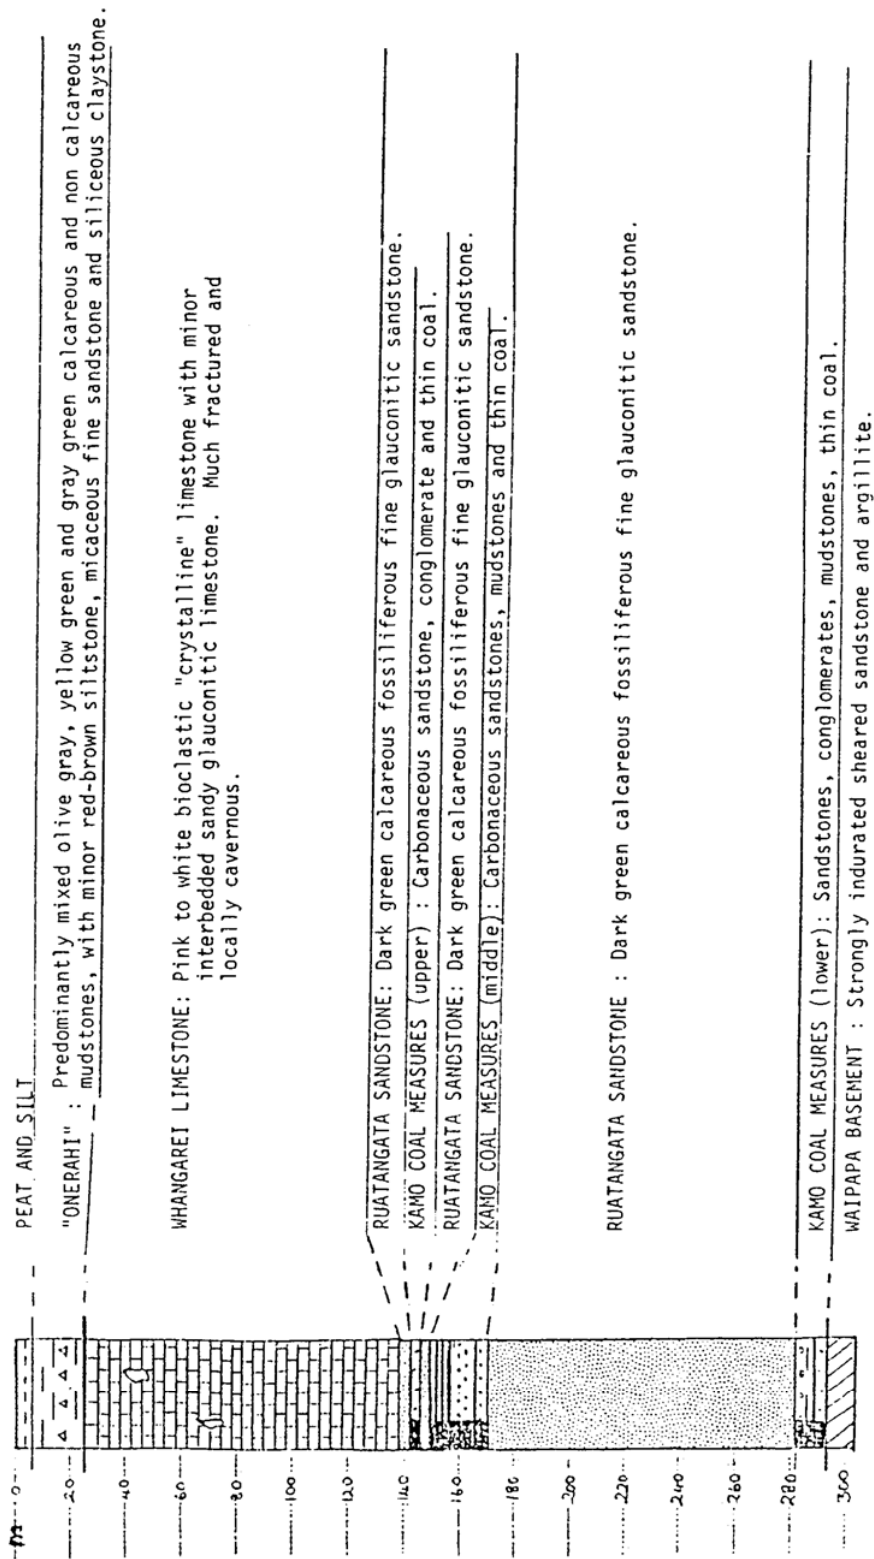 PEAT AND SILT
"ONERAHI" : Predominantly mixed olive gray, yellow green and gray green calcareous and non calcareous
mudstones, with minor red-brown siltstone, micaceous fine sandstone and siliceous claystone.
WHANGAREI LIMESTONE: Pink to white bioclastic "crystalline" limestone with minor
interbedded sandy glauconitic limestone. Much fractured and
locally cavernous.
RUATANGATA SANDSTONE: Dark green calcareous fossiliferous fine glauconitic sandstone.
KAMO COAL MEASURES (upper) : Carbonaceous sandstone, conglomerate and thin coal.
RUATANGATA SANDSTONE: Dark green calcareous fossiliferous fine glauconitic sandstone.
KAMO COAL MEASURES (middle): Carbonaceous sandstones, mudstones and thin coal.
RUATANGATA SANDSTONE : Dark green calcareous fossiliferous fine glauconitic sandstone.
KAMO COAL MEASURES (lower): Sandstones, conglomerates, mudstones, thin coal.
WAIPAPA BASEMENT : Strongly indurated sheared sandstone and argillite.
m
0
20
40
60
80
100
120
140
160
180
200
220
240
260
280
300